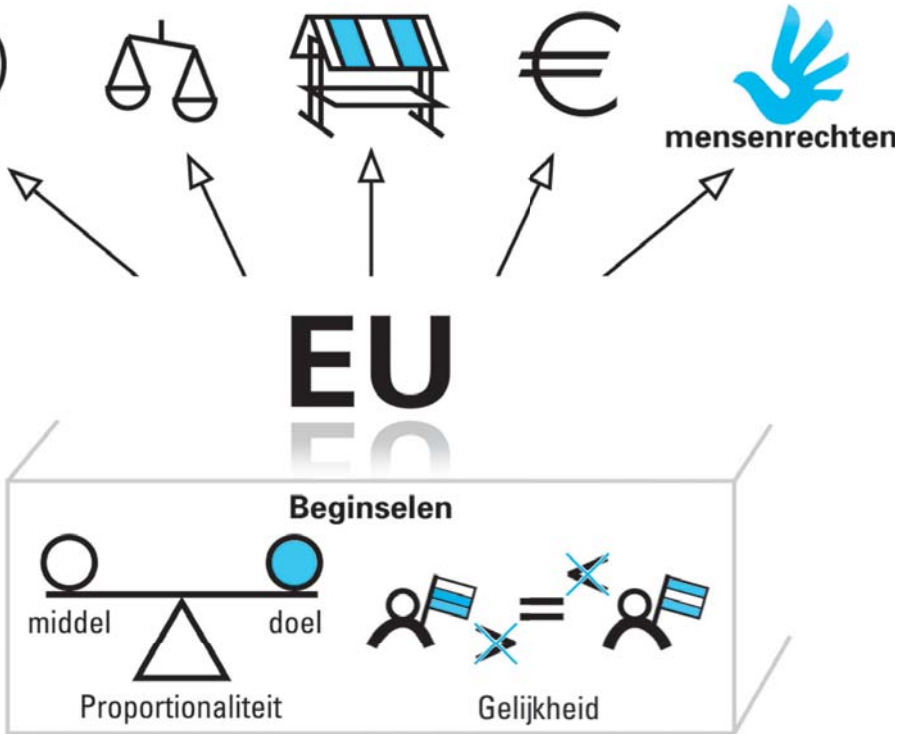 €
mensenrechten
EU
Beginselen
middel doel
Proportionaliteit Gelijkheid